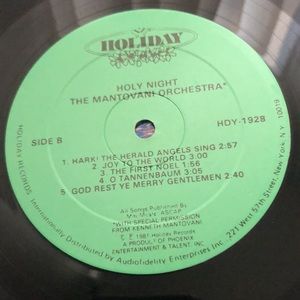 HOLIDAY
HOLY NIGHT
THE MANTOVANI ORCHESTRA*
SIDE B
HDY-1928
1. HARK! THE HERALD ANGELS SING 2:57
2. JOY TO THE WORLD 3:00
3. THE FIRST NOEL 1:56
4. O TANNENBAUM 3:05
5. GOD REST YE MERRY GENTLEMEN 2:40
All Songs Published By
Music, ASCAP
*WITH SPECIAL PERMISSION
FROM KENNETH MANTOVANI
1981 Holiday Records
A PRODUCT OF PHOENIX
ENTERTAINMENT & TALENT, INC.
HOLIDAY RECORDS, Internationally Distributed by Audiofidelity Enterprises Inc. 221 West 57th Street, New York, N.Y. 10019